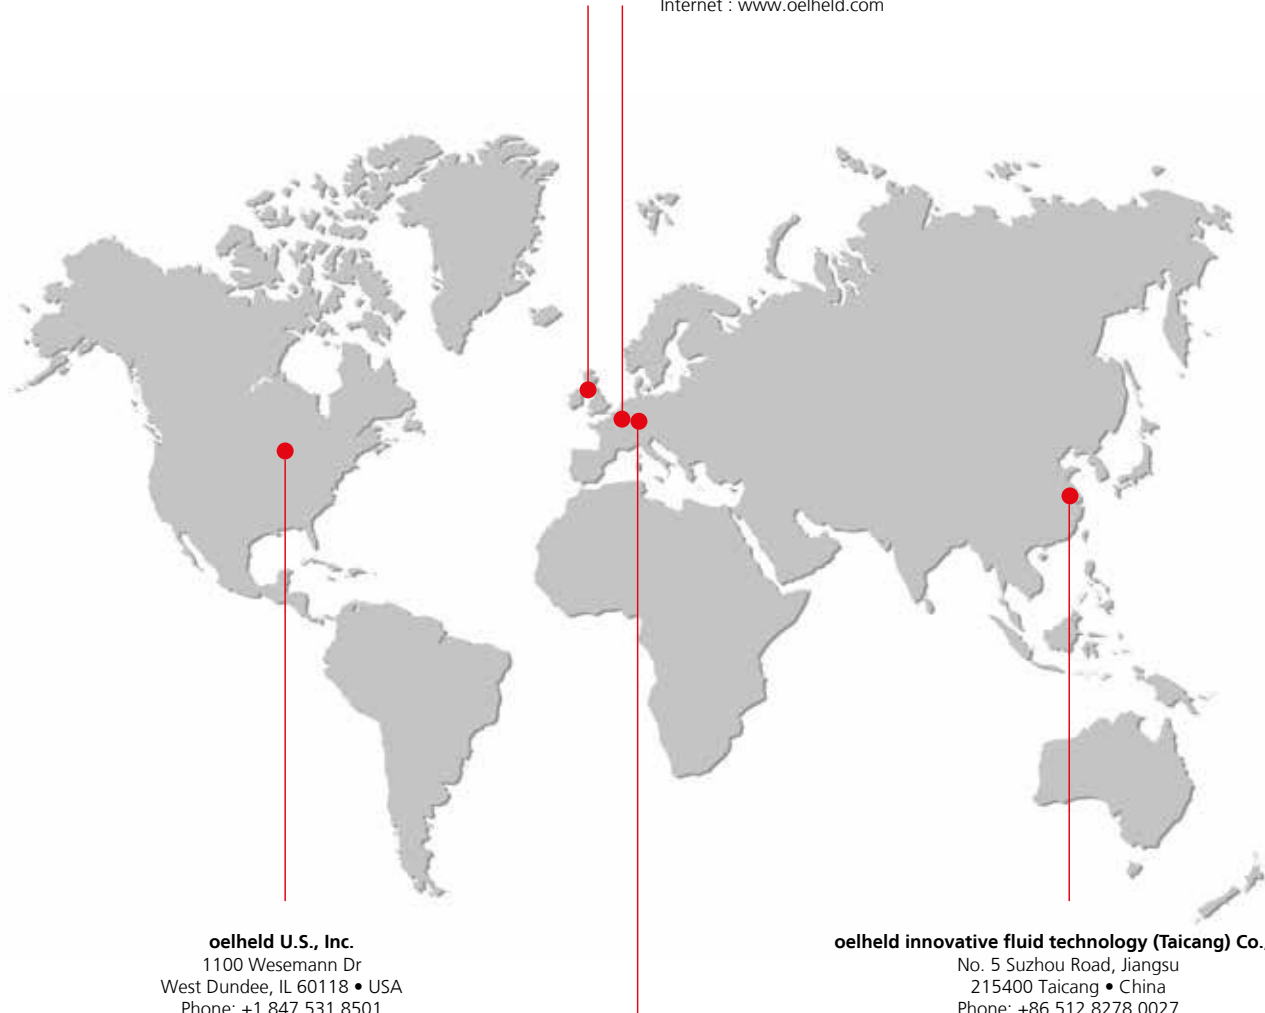 Internet : www.oelheld.com
oelheld U.S., Inc.
1100 Wesemann Dr
West Dundee, IL 60118 • USA
Phone: +1 847 531 8501
oelheld innovative fluid technology (Taicang) Co.,
No. 5 Suzhou Road, Jiangsu
215400 Taicang • China
Phone: +86 512 8278 0027